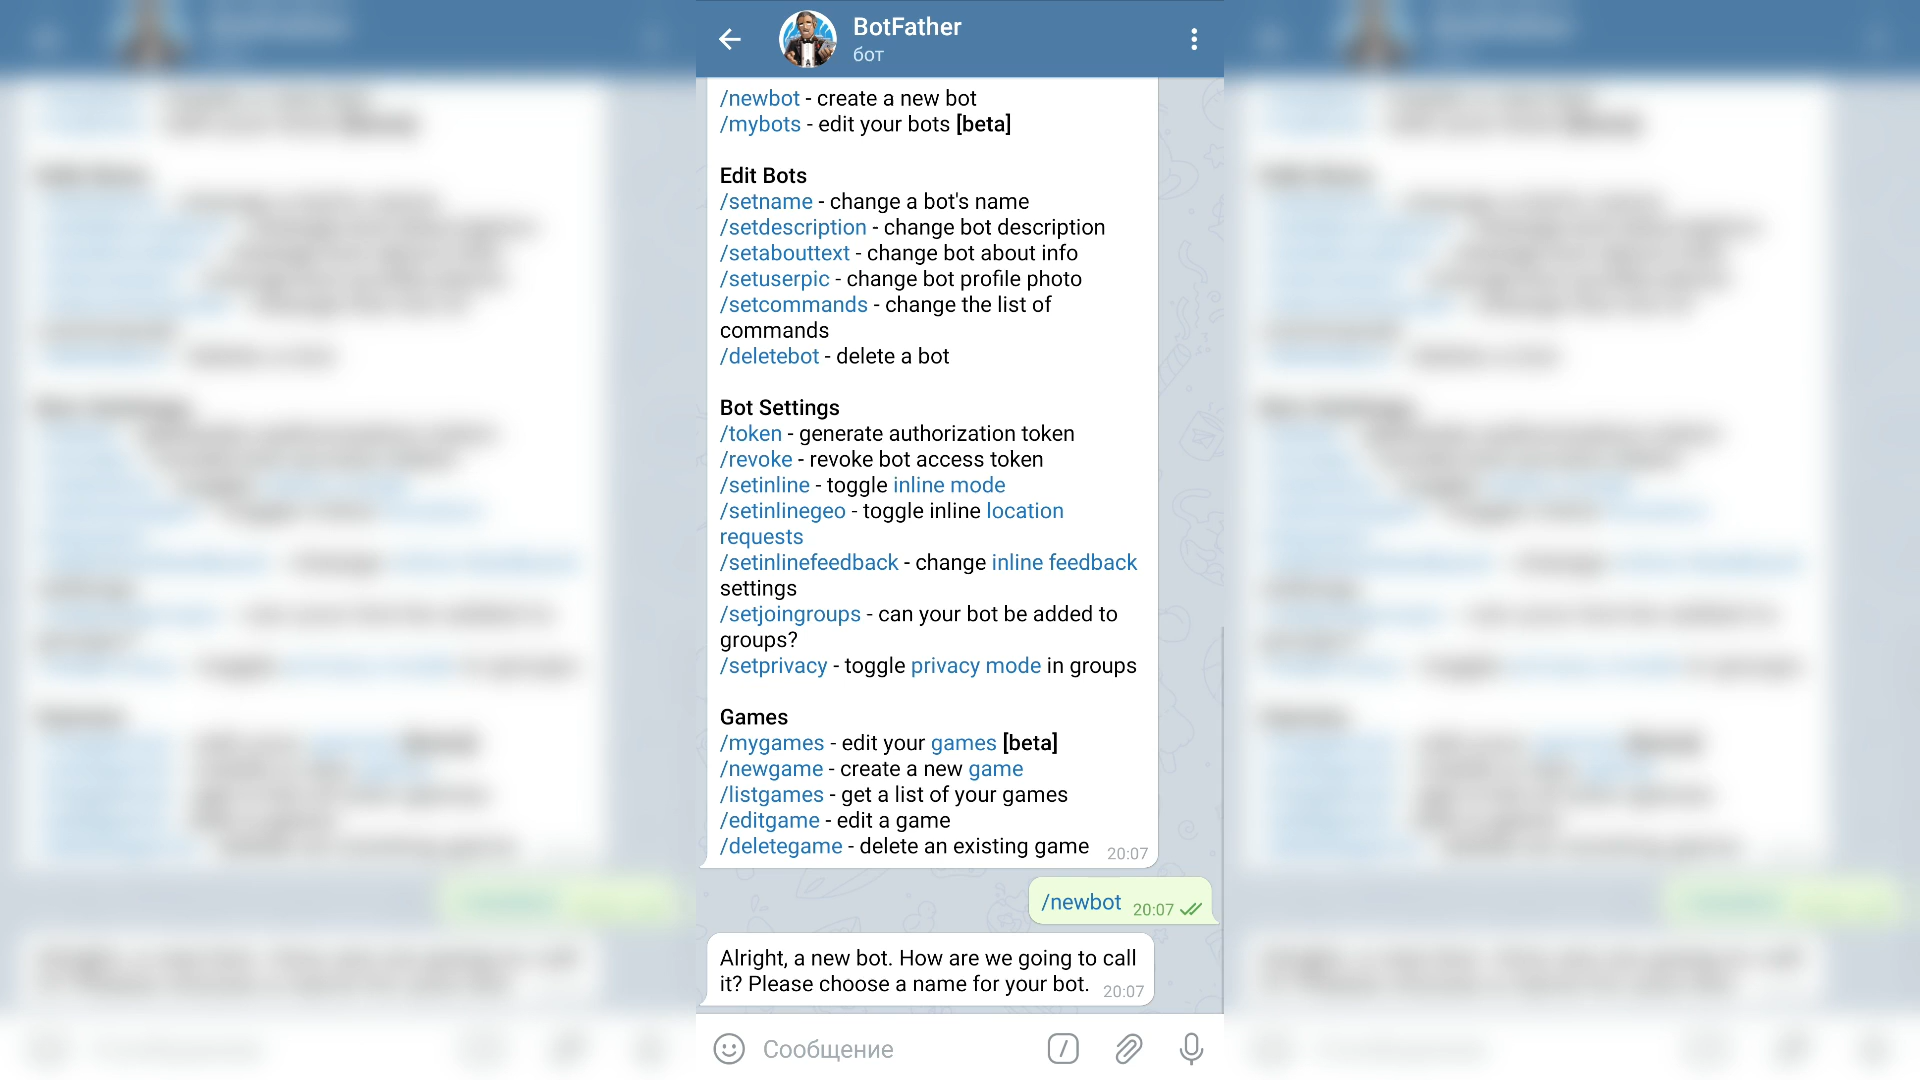 BotFather
бот
/newbot - create a new bot
/mybots - edit your bots [beta]
Edit Bots
/setname - change a bot's name
/setdescription - change bot description
/setabouttext - change bot about info
/setuserpic - change bot profile photo
/setcommands - change the list of
commands
/deletebot - delete a bot
Bot Settings
/token - generate authorization token
/revoke - revoke bot access token
/setinline - toggle inline mode
/setinlinegeo - toggle inline location
requests
/setinlinefeedback - change inline feedback
settings
/setjoingroups - can your bot be added to
groups?
/setprivacy - toggle privacy mode in groups
Games
/mygames - edit your games [beta]
/newgame - create a new game
/listgames - get a list of your games
/editgame - edit a game
/deletegame - delete an existing game 20:07
/newbot 20:07
Alright, a new bot. How are we going to call
it? Please choose a name for your bot. 20:07
Сообщение